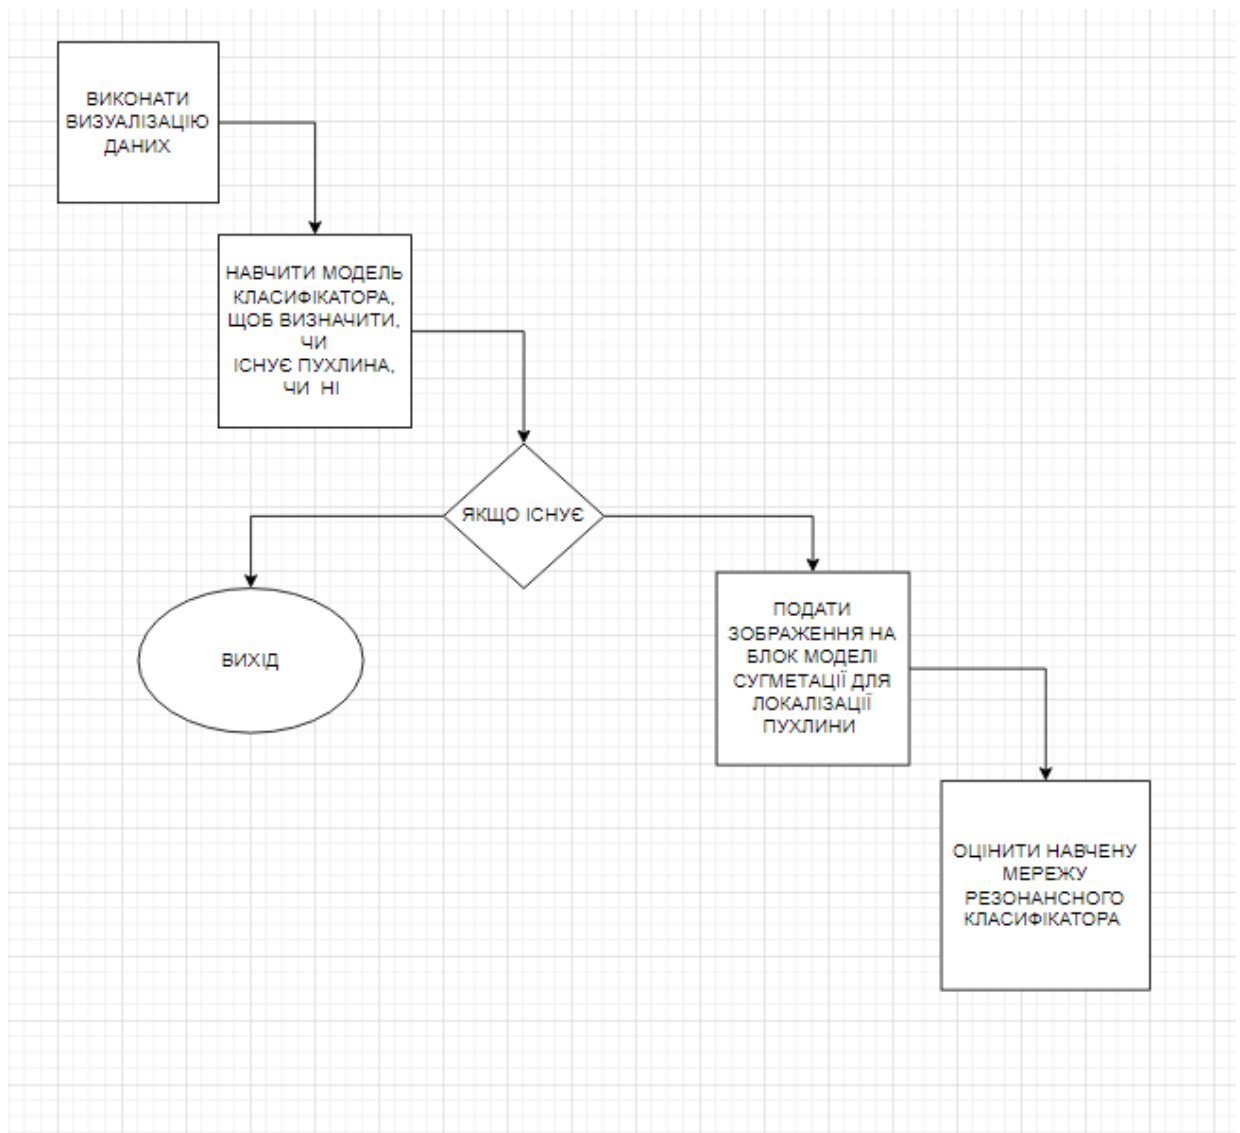 ВИКОНАТИ
ВИЗУАЛІЗАЦІЮ
ДАНИХ
НАВЧИТИ МОДЕЛЬ
КЛАСИФІКАТОРА,
ЩОБ ВИЗНАЧИТИ,
ЧИ
ІСНУЄ ПУХЛИНА,
ЧИ НІ
ЯКЩО ІСНУЄ
ВИХІД
ПОДАТИ
ЗОБРАЖЕННЯ НА
БЛОК МОДЕЛІ
СУГМЕТАЦІЇ ДЛЯ
ЛОКАЛІЗАЦІЇ
ПУХЛИНИ
ОЦІНИТИ НАВЧЕНУ
МЕРЕЖУ
РЕЗОНАНСНОГО
КЛАСИФІКАТОРА